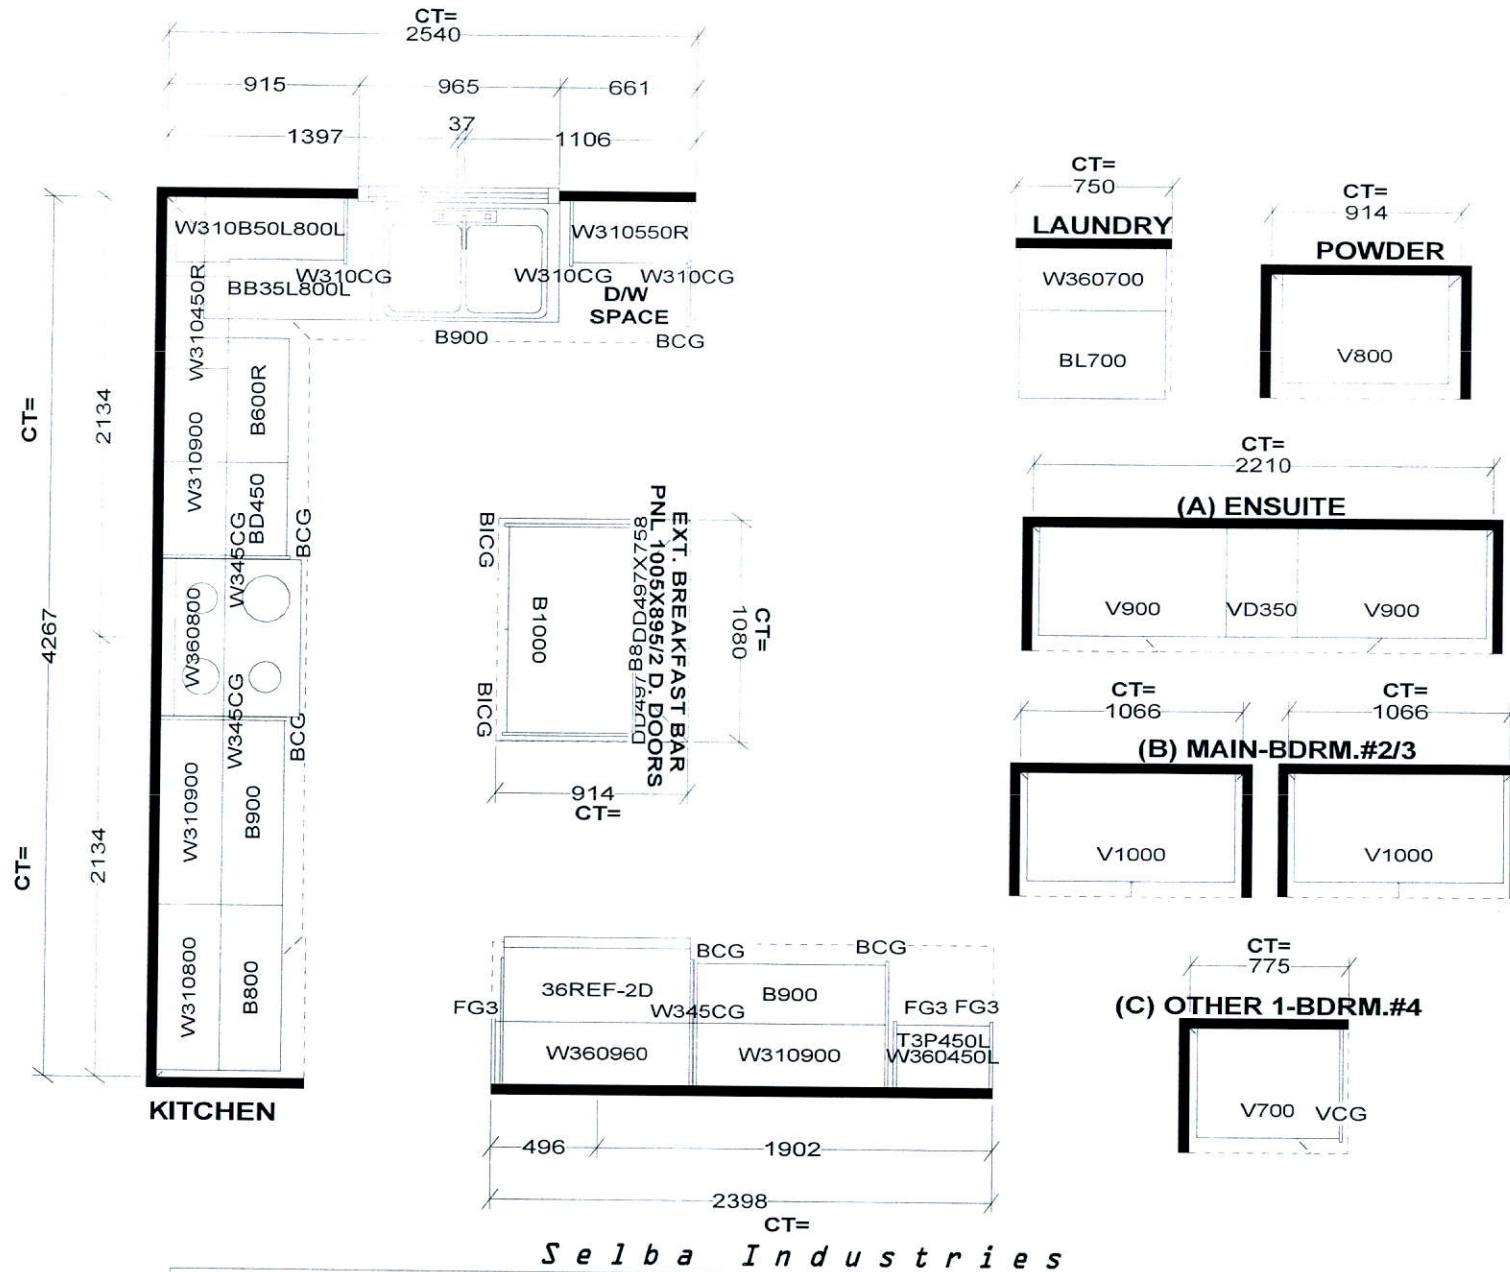 CT=
2540
915
965
661
1397
37
1106
W310B50L800L
W310550R
W310CG
W310CG
W310CG
BB35L800L
D/W
SPACE
B900
BCG
W310450R
CT=
2134
B600R
W310900
BD450
W345CG
BCG
4267
W360800
W345CG
BCG
CT=
2134
W310900
B900
W310800
B800
KITCHEN
BICG
B1000
BICG
EXT. BREAKFAST BAR
PNL 1005X895/2 D. DOORS
CT=
1080
914
CT=
BCG
BCG
36REF-2D
B900
FG3
W345CG
FG3 FG3
T3P450L
W360960
W310900
W360450L
496
1902
2398
CT=
CT=
750
LAUNDRY
W360700
BL700
CT=
914
POWDER
V800
CT=
2210
(A) ENSUITE
V900
VD350
V900
CT=
1066
CT=
1066
(B) MAIN-BDRM.#2/3
V1000
V1000
CT=
775
(C) OTHER 1-BDRM.#4
V700
VCG
Selba Industries